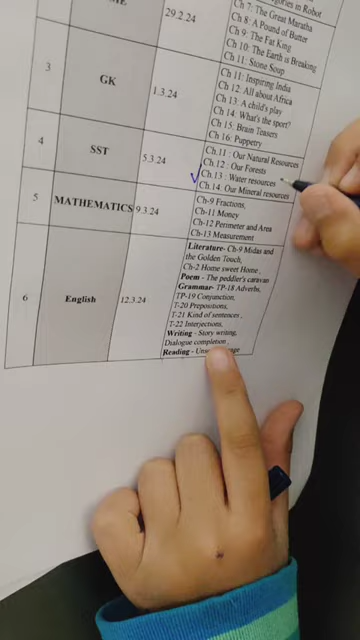 29.2.24
in Robot
Ch 7: The Great Maratha
Ch 8: A Pound of Butter
Ch 9: The Fat King
Ch 10: The Earth is Breaking
Ch 11: Stone Soup
3
GK
1.3.24
Ch 11: Inspiring India
Ch 12: All about Africa
Ch 13: A child's play
Ch 14: What's the sport?
Ch 15: Brain Teasers
Ch 16: Puppetry
4
SST
5.3.24
Ch.11 : Our Natural Resources
Ch.12 : Our Forests
Ch.13 : Water resources
Ch.14: Our Mineral resources
5
MATHEMATICS
9.3.24
Ch-9 Fractions,
Ch-11 Money
Ch-12 Perimeter and Area
Ch-13 Measurement
6
English
12.3.24
Literature- Ch-9 Midas and
the Golden Touch,
Ch-2 Home sweet Home ,
Poem - The peddler's caravan
Grammar- TP-18 Adverbs,
TP-19 Conjunction,
T-20 Prepositions,
T-21 Kind of sentences ,
T-22 Interjections,
Writing - Story writing,
Dialogue completion ,
Reading -